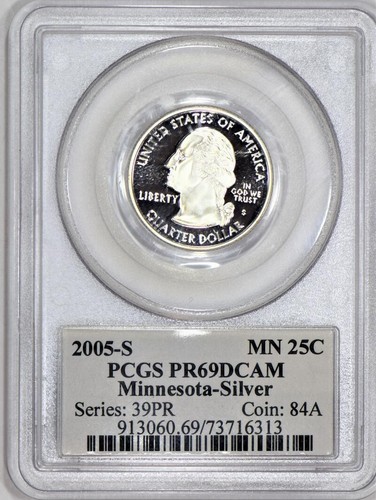 UNITED STATES OF AMERICA
LIBERTY
IN
GOD WE
TRUST
S
QUARTER DOLLAR
2005-S MN 25C
PCGS PR69DCAM
Minnesota-Silver
Series: 39PR Coin: 84A
913060.69/73716313